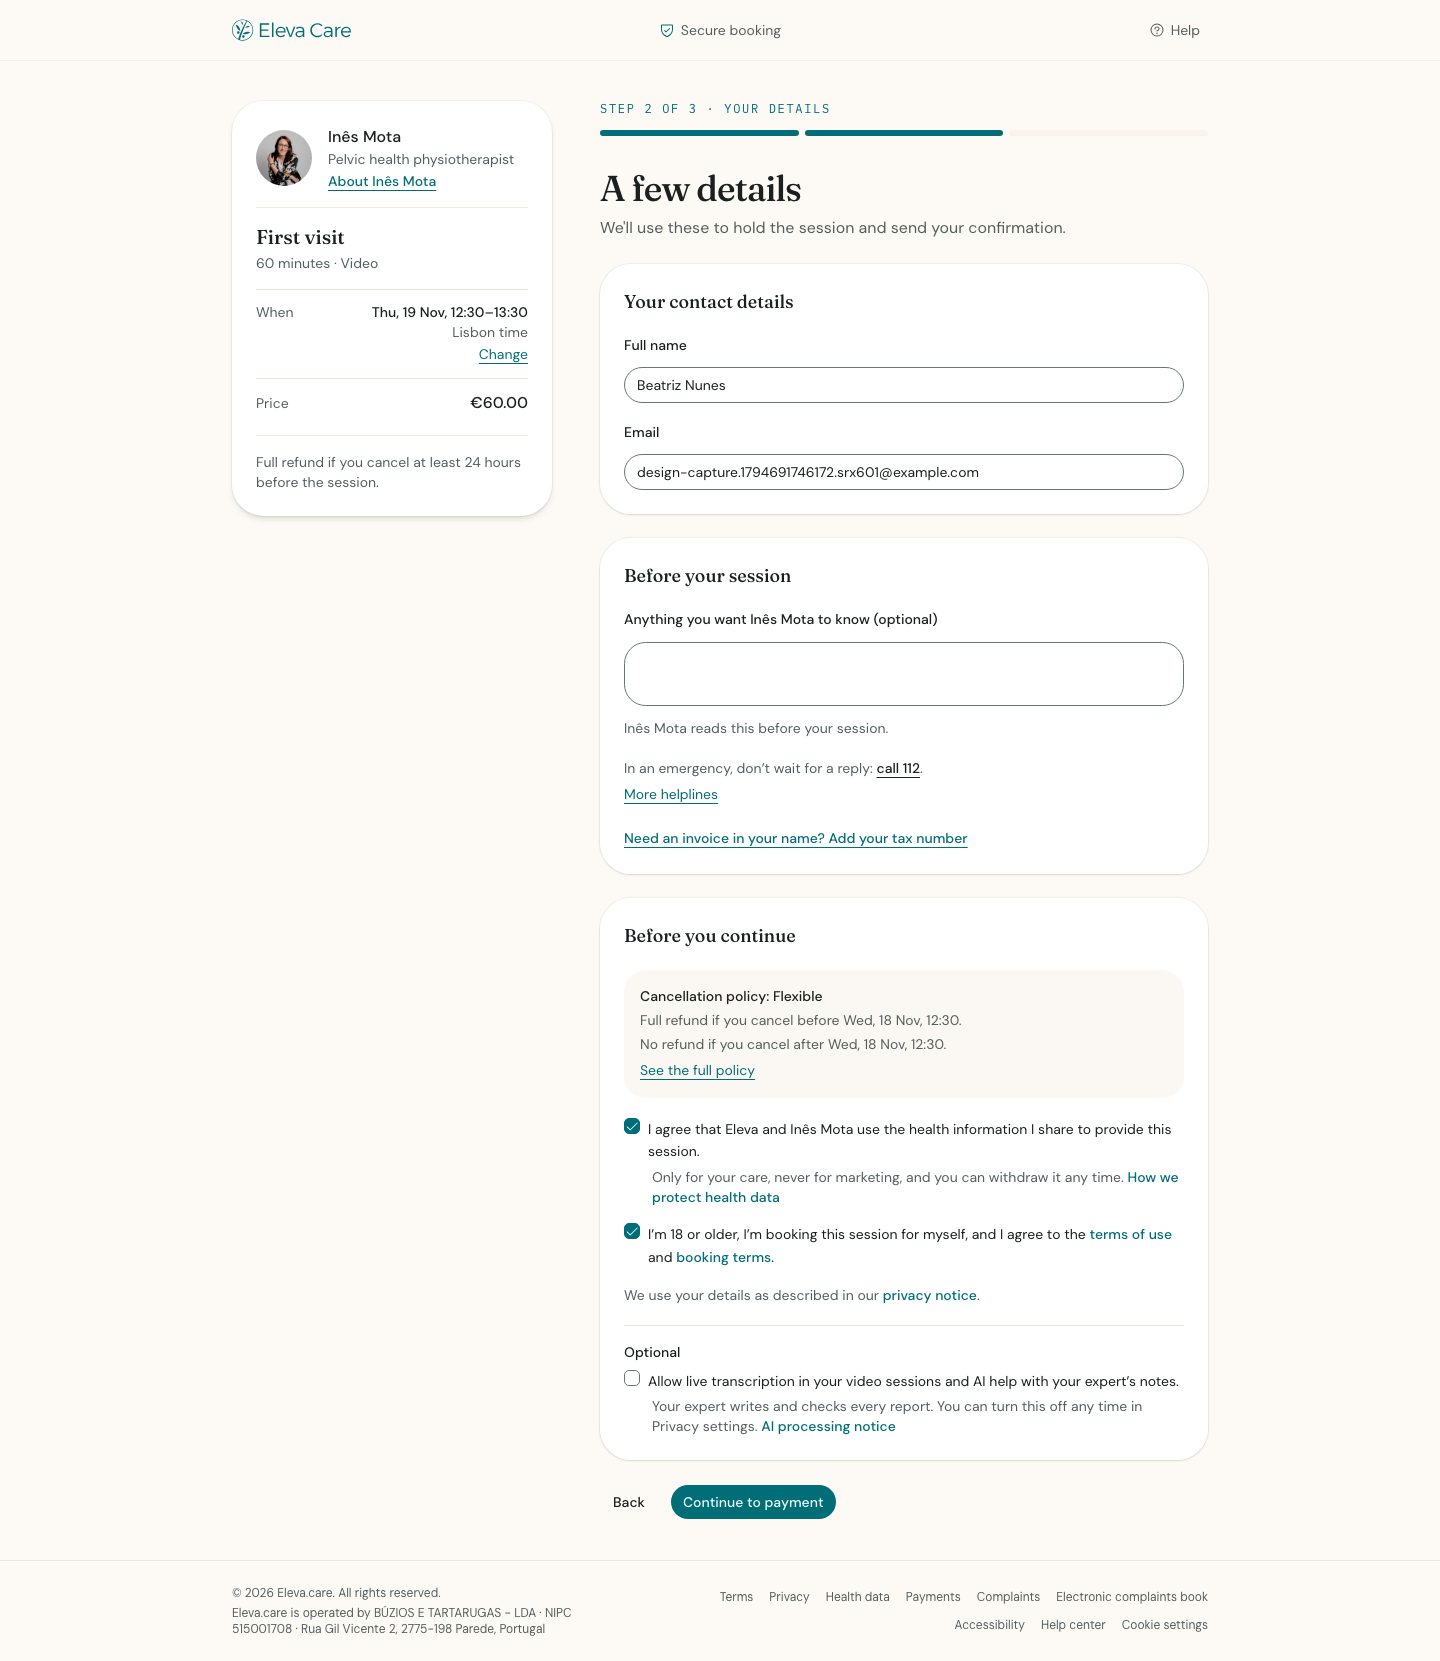 Eleva Care
Secure booking
Help
Inês Mota
Pelvic health physiotherapist
About Inês Mota
First visit
60 minutes · Video
When
Thu, 19 Nov, 12:30–13:30
Lisbon time
Change
Price
€60.00
Full refund if you cancel at least 24 hours
before the session.
STEP 2 OF 3 · YOUR DETAILS
A few details
We'll use these to hold the session and send your confirmation.
Your contact details
Full name
Beatriz Nunes
Email
design-capture.1794691746172.srx601@example.com
Before your session
Anything you want Inês Mota to know (optional)
Inês Mota reads this before your session.
In an emergency, don’t wait for a reply: call 112.
More helplines
Need an invoice in your name? Add your tax number
Before you continue
Cancellation policy: Flexible
Full refund if you cancel before Wed, 18 Nov, 12:30.
No refund if you cancel after Wed, 18 Nov, 12:30.
See the full policy
I agree that Eleva and Inês Mota use the health information I share to provide this
session.
Only for your care, never for marketing, and you can withdraw it any time. How we
protect health data
I’m 18 or older, I’m booking this session for myself, and I agree to the terms of use
and booking terms.
We use your details as described in our privacy notice.
Optional
Allow live transcription in your video sessions and AI help with your expert’s notes.
Your expert writes and checks every report. You can turn this off any time in
Privacy settings. AI processing notice
Back
Continue to payment
© 2026 Eleva.care. All rights reserved.
Eleva.care is operated by BÚZIOS E TARTARUGAS - LDA · NIPC
515001708 · Rua Gil Vicente 2, 2775-198 Parede, Portugal
Terms Privacy Health data Payments Complaints Electronic complaints book
Accessibility Help center Cookie settings